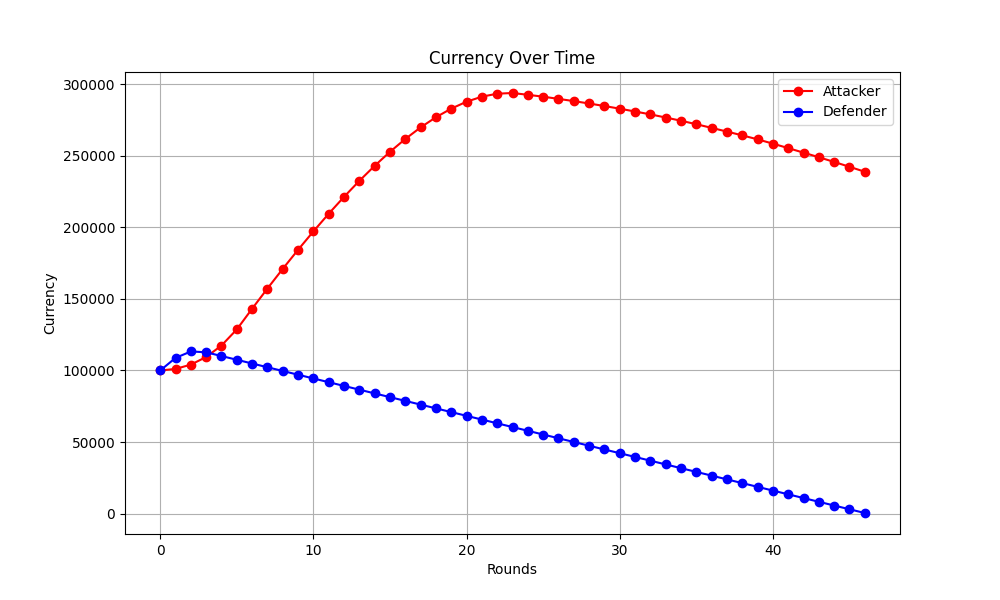 Currency Over Time
300000
250000
200000
150000
100000
50000
0
Currency
Attacker
Defender
0 10 20 30 40
Rounds